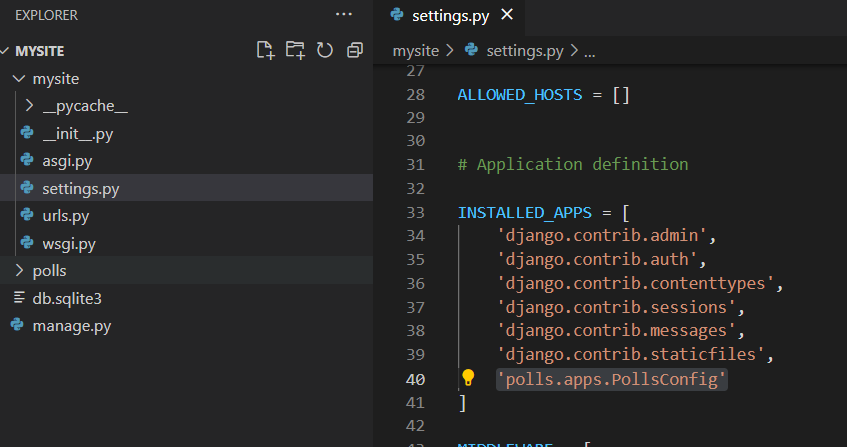 EXPLORER ...
MYSITE
mysite
__pycache__
__init__.py
asgi.py
settings.py
urls.py
wsgi.py
polls
db.sqlite3
manage.py
settings.py
mysite > settings.py > ...
27
28 ALLOWED_HOSTS = []
29
30
31 # Application definition
32
33 INSTALLED_APPS = [
34 'django.contrib.admin',
35 'django.contrib.auth',
36 'django.contrib.contenttypes',
37 'django.contrib.sessions',
38 'django.contrib.messages',
39 'django.contrib.staticfiles',
40 'polls.apps.PollsConfig'
41 ]
42
43 MIDDLEWARE = [